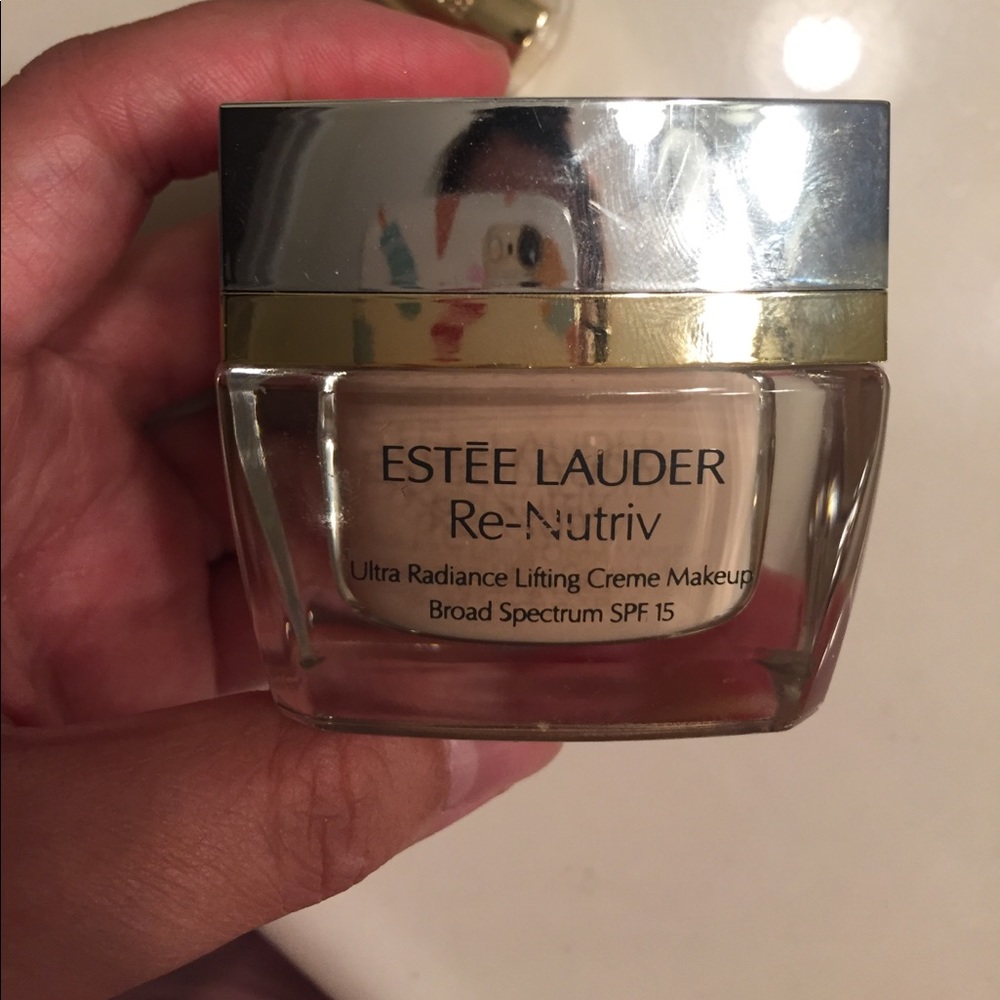 ESTĒE LAUDER
Re-Nutriv
Ultra Radiance Lifting Creme Makeup
Broad Spectrum SPF 15